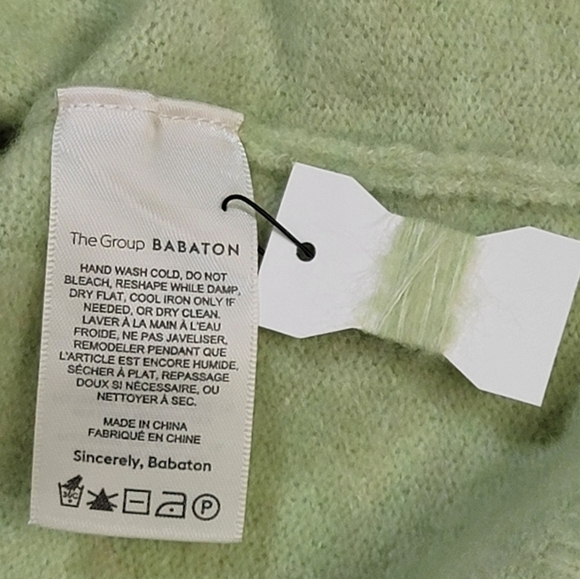 The Group BABATON
HAND WASH COLD, DO NOT
BLEACH, RESHAPE WHILE DAMP,
DRY FLAT, COOL IRON ONLY IF
NEEDED, OR DRY CLEAN.
LAVER À LA MAIN À L'EAU
FROIDE, NE PAS JAVELISER,
REMODELER PENDANT QUE
L'ARTICLE EST ENCORE HUMIDE,
SÉCHER À PLAT, REPASSAGE
DOUX SI NÉCESSAIRE, OU
NETTOYER À SEC.
MADE IN CHINA
FABRIQUÉ EN CHINE
Sincerely, Babaton
30C P